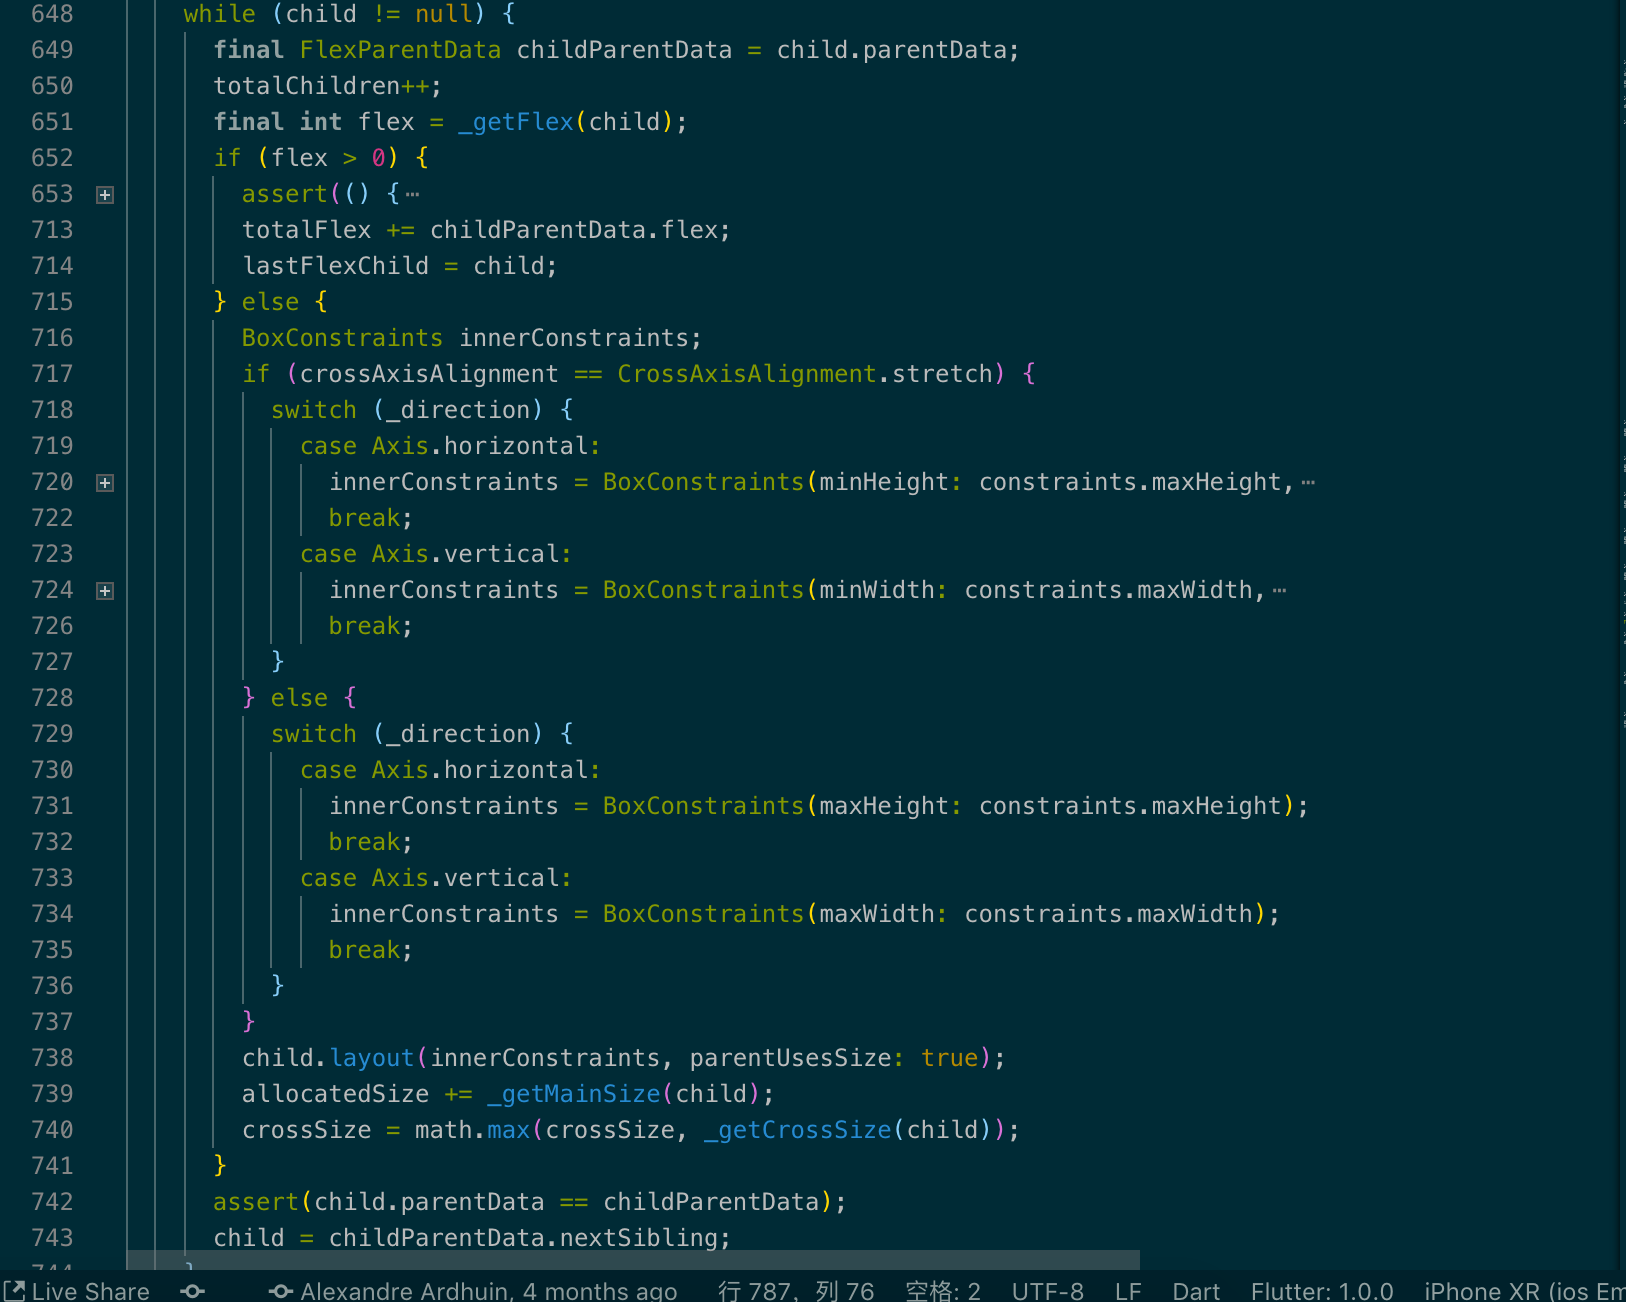 648 while (child != null) {
649 final FlexParentData childParentData = child.parentData;
650 totalChildren++;
651 final int flex = _getFlex(child);
652 if (flex > 0) {
653 assert(() {…
713 totalFlex += childParentData.flex;
714 lastFlexChild = child;
715 } else {
716 BoxConstraints innerConstraints;
717 if (crossAxisAlignment == CrossAxisAlignment.stretch) {
718 switch (_direction) {
719 case Axis.horizontal:
720 innerConstraints = BoxConstraints(minHeight: constraints.maxHeight,…
722 break;
723 case Axis.vertical:
724 innerConstraints = BoxConstraints(minWidth: constraints.maxWidth,…
726 break;
727 }
728 } else {
729 switch (_direction) {
730 case Axis.horizontal:
731 innerConstraints = BoxConstraints(maxHeight: constraints.maxHeight);
732 break;
733 case Axis.vertical:
734 innerConstraints = BoxConstraints(maxWidth: constraints.maxWidth);
735 break;
736 }
737 }
738 child.layout(innerConstraints, parentUsesSize: true);
739 allocatedSize += _getMainSize(child);
740 crossSize = math.max(crossSize, _getCrossSize(child));
741 }
742 assert(child.parentData == childParentData);
743 child = childParentData.nextSibling;
744 }
Live Share Alexandre Ardhuin, 4 months ago 行 787，列 76 空格: 2 UTF-8 LF Dart Flutter: 1.0.0 iPhone XR (ios Em